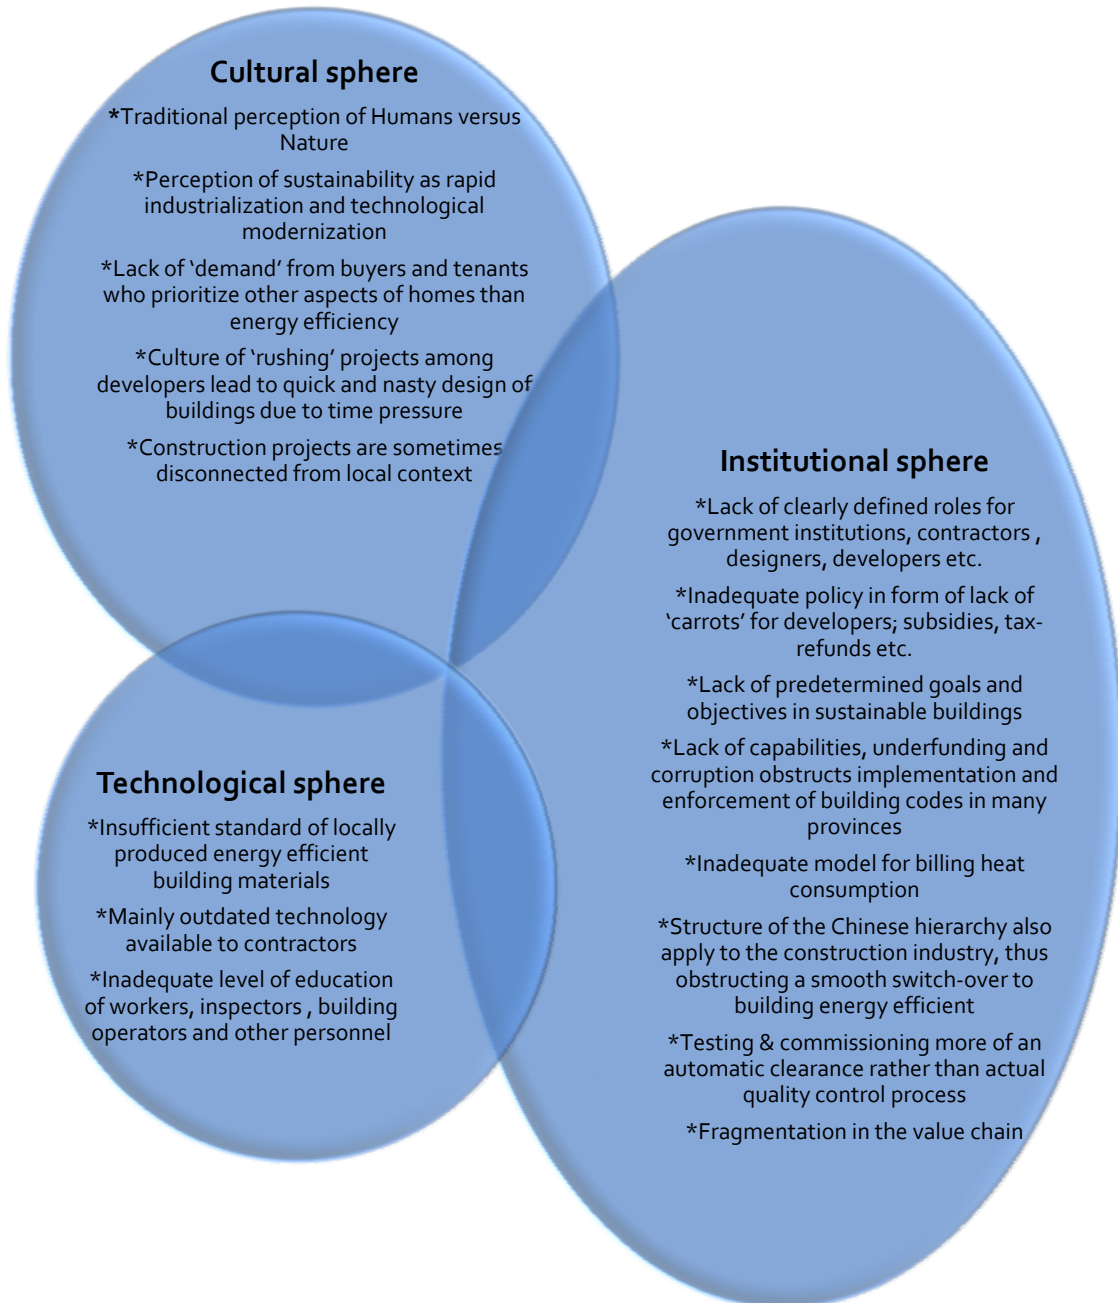 Cultural sphere
*Traditional perception of Humans versus
Nature
*Perception of sustainability as rapid
industrialization and technological
modernization
*Lack of ‘demand’ from buyers and tenants
who prioritize other aspects of homes than
energy efficiency
*Culture of ‘rushing’ projects among
developers lead to quick and nasty design of
buildings due to time pressure
*Construction projects are sometimes
disconnected from local context
Institutional sphere
*Lack of clearly defined roles for
government institutions, contractors ,
designers, developers etc.
*Inadequate policy in form of lack of
‘carrots’ for developers; subsidies, tax-
refunds etc.
*Lack of predetermined goals and
objectives in sustainable buildings
*Lack of capabilities, underfunding and
corruption obstructs implementation and
enforcement of building codes in many
provinces
*Inadequate model for billing heat
consumption
*Structure of the Chinese hierarchy also
apply to the construction industry, thus
obstructing a smooth switch-over to
building energy efficient
*Testing & commissioning more of an
automatic clearance rather than actual
quality control process
*Fragmentation in the value chain
Technological sphere
*Insufficient standard of locally
produced energy efficient
building materials
*Mainly outdated technology
available to contractors
*Inadequate level of education
of workers, inspectors , building
operators and other personnel